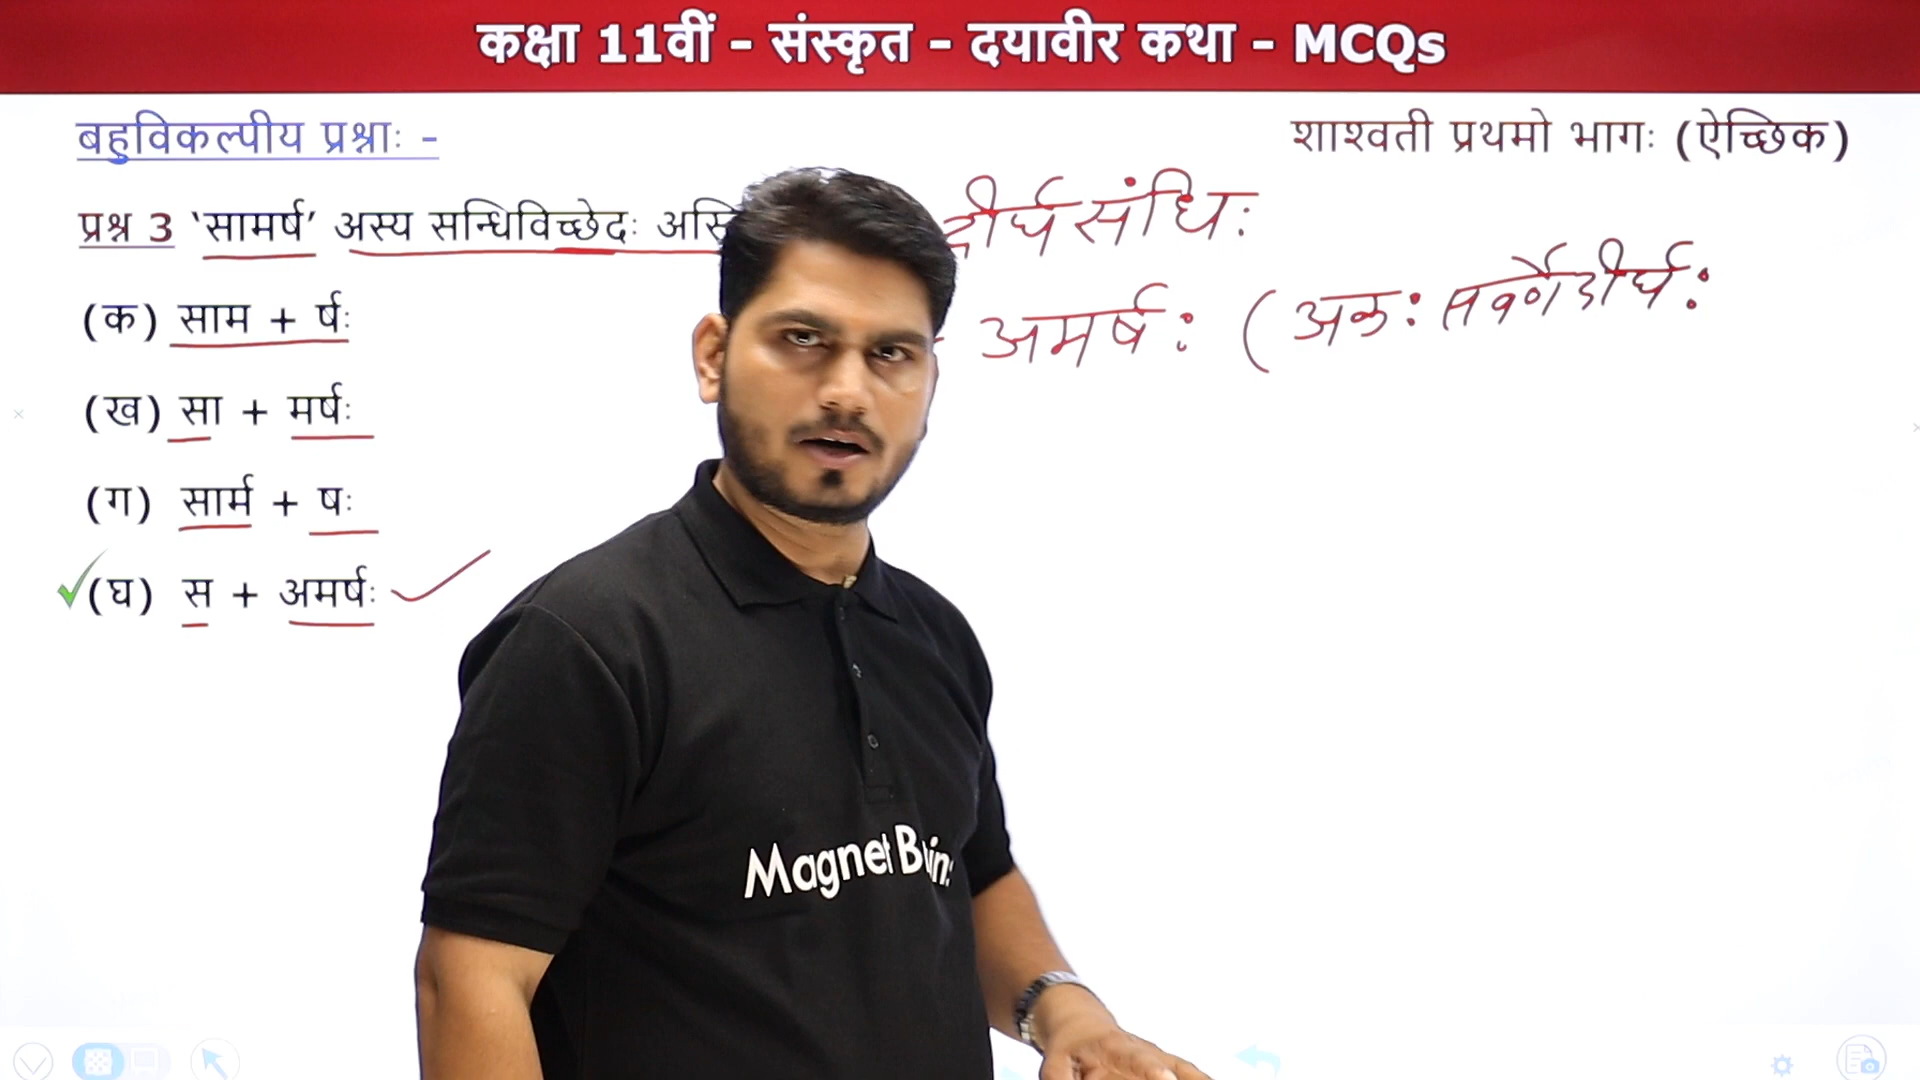 कक्षा 11वीं - संस्कृत - दयावीर कथा - MCQs
बहुविकल्पीय प्रश्नाः -
शाश्वती प्रथमो भागः (ऐच्छिक)
प्रश्न 3 'सामर्ष' अस्य सन्धिविच्छेदः
दीर्घसंधिः
(क) साम + र्षः
अमर्षः (अकः सवर्णे दीर्घः
(ख) सा + मर्षः
(ग) सार्म + षः
(घ) स + अमर्षः
Magnet